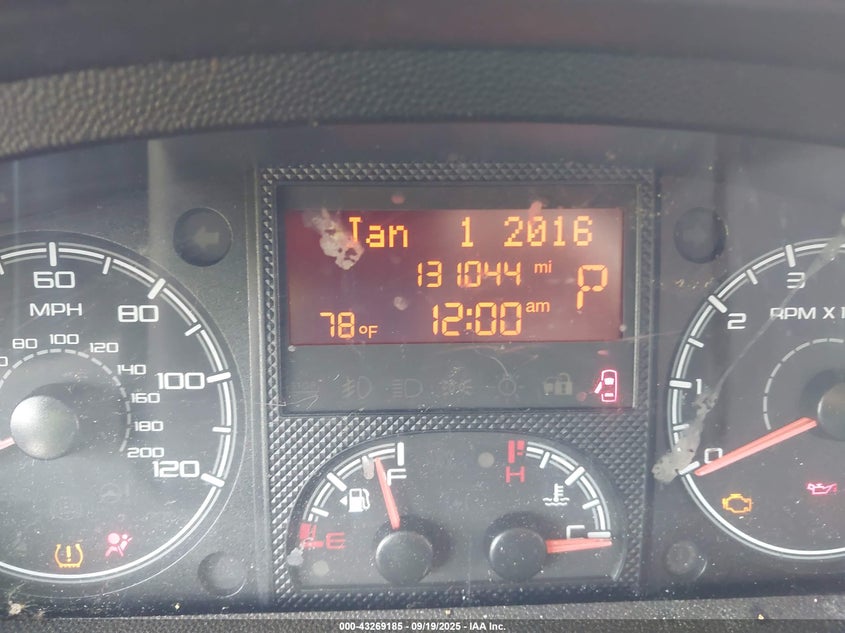 Jan 1 2016
131044 mi
P
78°F 12:00 am
60
MPH
80
100
120
80 100 120
140
160
180
200
F
E
H
C
3
2
RPM X 1
1
0
000-43269185 - 09/19/2025 - IAA Inc.